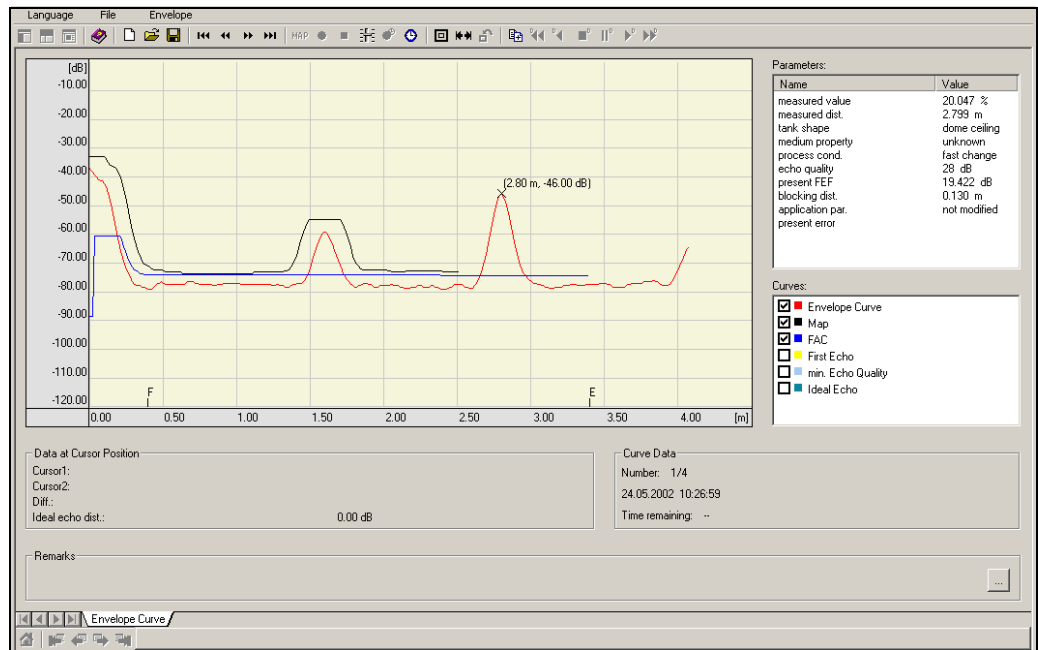 Language File Envelope
MAP
[dB]
-10.00
-20.00
-30.00
-40.00
-50.00
-60.00
-70.00
-80.00
-90.00
-100.00
-110.00
-120.00
(2.80 m, -46.00 dB)
F
E
0.00 0.50 1.00 1.50 2.00 2.50 3.00 3.50 4.00 [m]
Parameters:
Name Value
measured value 20.047 %
measured dist. 2.799 m
tank shape dome ceiling
medium property unknown
process cond. fast change
echo quality 28 dB
present FEF 19.422 dB
blocking dist. 0.130 m
application par. not modified
present error
Curves:
Envelope Curve
Map
FAC
First Echo
min. Echo Quality
Ideal Echo
Data at Cursor Position
Cursor1:
Cursor2:
Diff.:
Ideal echo dist.: 0.00 dB
Curve Data
Number: 1/4
24.05.2002 10:26:59
Time remaining: --
Remarks
...
Envelope Curve